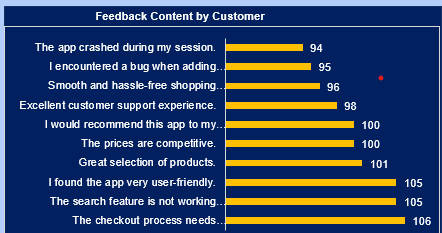 Feedback Content by Customer
The app crashed during my session. 94
I encountered a bug when adding... 95
Smooth and hassle-free shopping... 96
Excellent customer support experience. 98
I would recommend this app to my... 100
The prices are competitive. 100
Great selection of products. 101
I found the app very user-friendly. 105
The search feature is not working... 105
The checkout process needs... 106